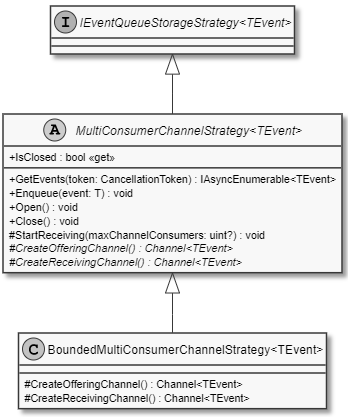 I IEventQueueStorageStrategy<TEvent>
A MultiConsumerChannelStrategy<TEvent>
+IsClosed : bool «get»
+GetEvents(token: CancellationToken) : IAsyncEnumerable<TEvent>
+Enqueue(event: T) : void
+Open() : void
+Close() : void
#StartReceiving(maxChannelConsumers: uint?) : void
#CreateOfferingChannel() : Channel<TEvent>
#CreateReceivingChannel() : Channel<TEvent>
C BoundedMultiConsumerChannelStrategy<TEvent>
#CreateOfferingChannel() : Channel<TEvent>
#CreateReceivingChannel() : Channel<TEvent>